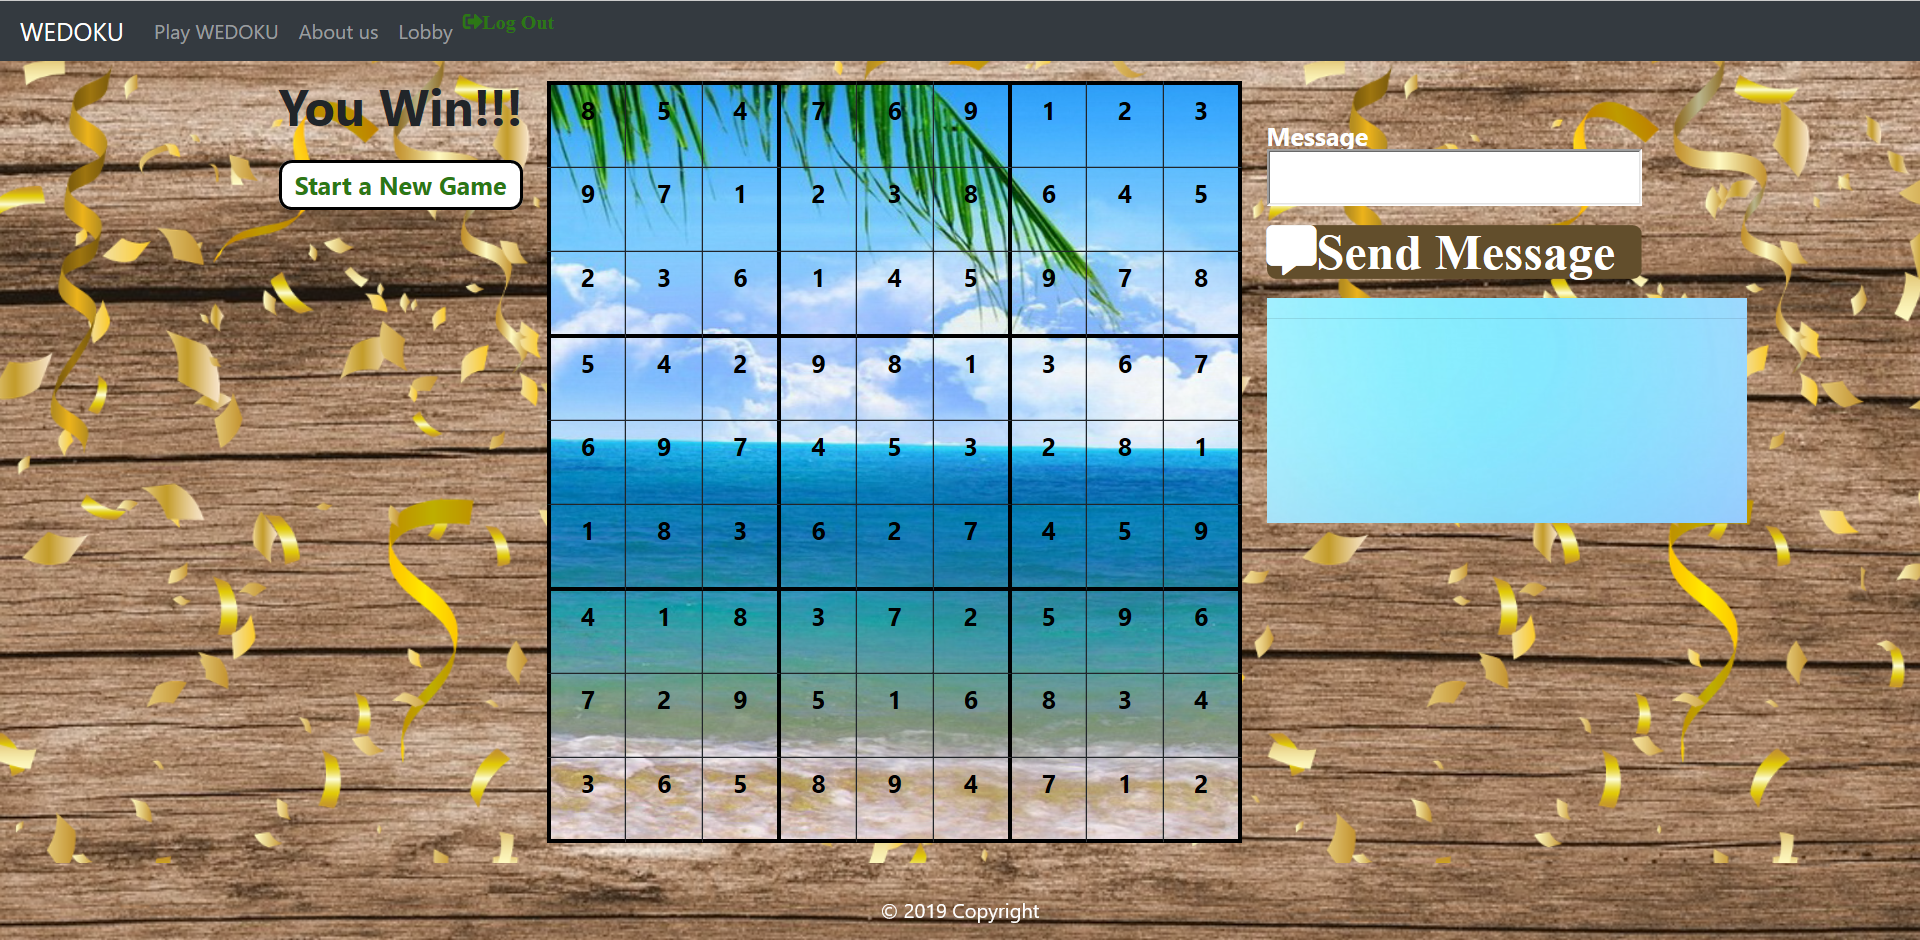 WEDOKU Play WEDOKU About us Lobby Log Out
You Win!!!
Start a New Game
8 5 4 7 6 9 1 2 3
9 7 1 2 3 8 6 4 5
2 3 6 1 4 5 9 7 8
5 4 2 9 8 1 3 6 7
6 9 7 4 5 3 2 8 1
1 8 3 6 2 7 4 5 9
4 1 8 3 7 2 5 9 6
7 2 9 5 1 6 8 3 4
3 6 5 8 9 4 7 1 2
Message
Send Message
© 2019 Copyright